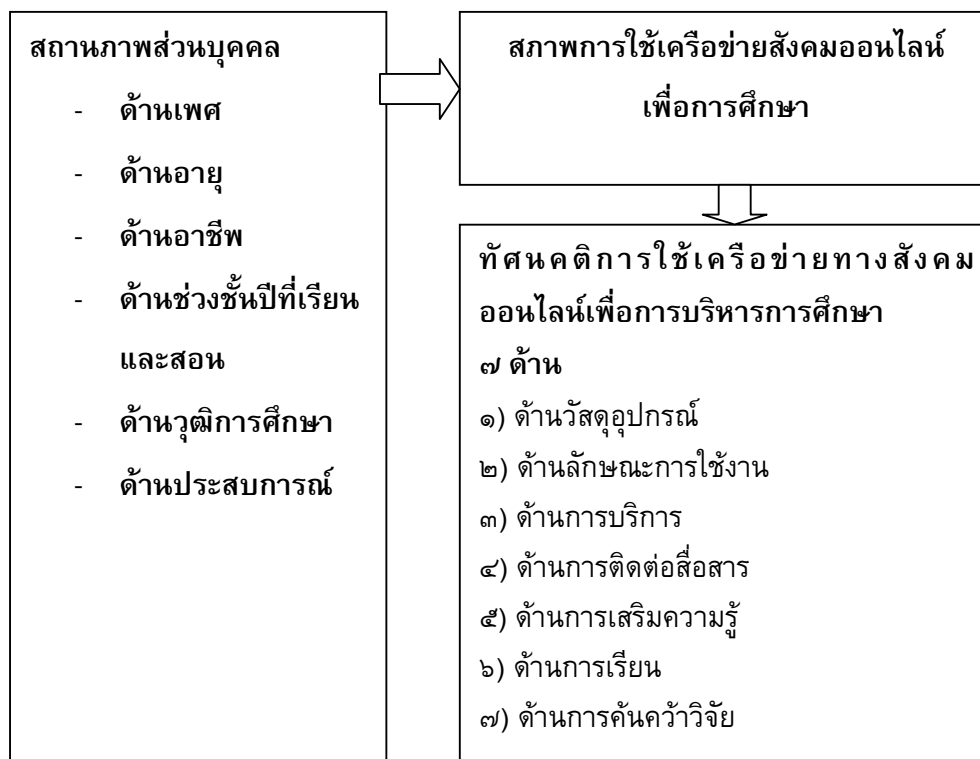 สถานภาพส่วนบุคคล
- ด้านเพศ
- ด้านอายุ
- ด้านอาชีพ
- ด้านช่วงชั้นปีที่เรียน
และสอน
- ด้านวุฒิการศึกษา
- ด้านประสบการณ์
สภาพการใช้เครือข่ายสังคมออนไลน์
เพื่อการศึกษา
ทัศนคติการใช้เครือข่ายทางสังคม
ออนไลน์เพื่อการบริหารการศึกษา
๗ ด้าน
๑) ด้านวัสดุอุปกรณ์
๒) ด้านลักษณะการใช้งาน
๓) ด้านการบริการ
๔) ด้านการติดต่อสื่อสาร
๕) ด้านการเสริมความรู้
๖) ด้านการเรียน
๗) ด้านการค้นคว้าวิจัย